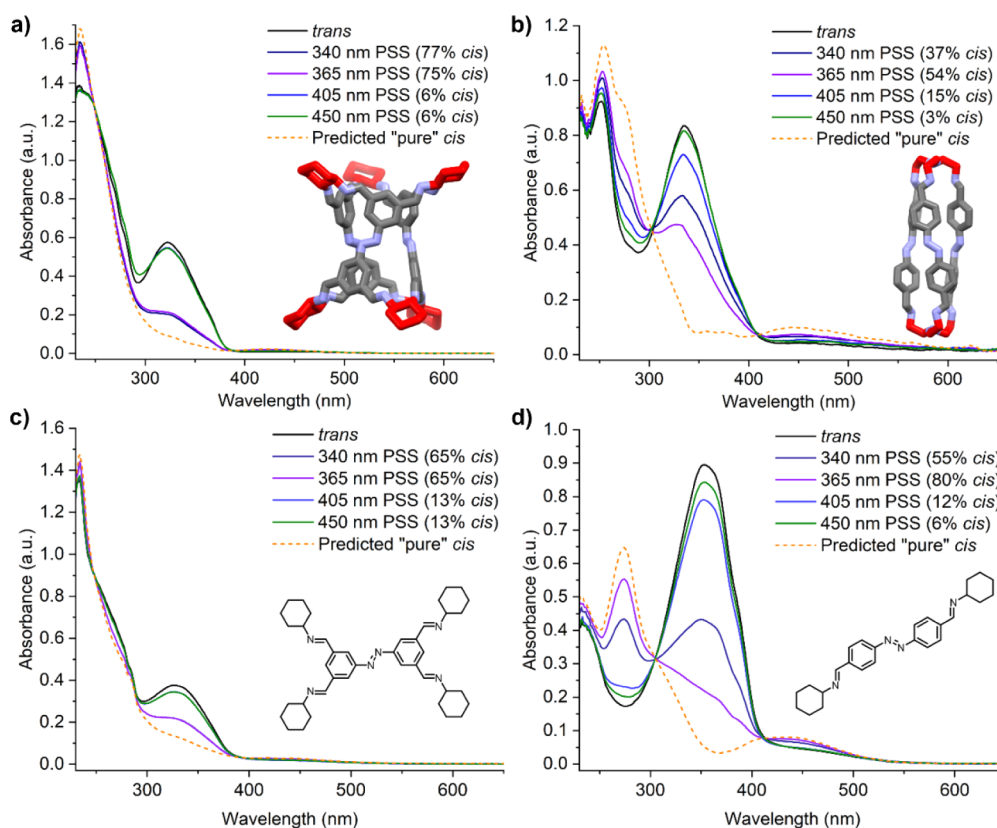 a)
trans
340 nm PSS (77% cis)
365 nm PSS (75% cis)
405 nm PSS (6% cis)
450 nm PSS (6% cis)
Predicted "pure" cis
Absorbance (a.u.)
1.6
1.4
1.2
1.0
0.8
0.6
0.4
0.2
0.0
300
400
500
600
Wavelength (nm)
b)
trans
340 nm PSS (37% cis)
365 nm PSS (54% cis)
405 nm PSS (15% cis)
450 nm PSS (3% cis)
Predicted "pure" cis
Absorbance (a.u.)
1.2
1.0
0.8
0.6
0.4
0.2
0.0
300
400
500
600
Wavelength (nm)
c)
trans
340 nm PSS (65% cis)
365 nm PSS (65% cis)
405 nm PSS (13% cis)
450 nm PSS (13% cis)
Predicted "pure" cis
Absorbance (a.u.)
1.6
1.4
1.2
1.0
0.8
0.6
0.4
0.2
0.0
N
N
N
N
N
N
300
400
500
600
Wavelength (nm)
d)
trans
340 nm PSS (55% cis)
365 nm PSS (80% cis)
405 nm PSS (12% cis)
450 nm PSS (6% cis)
Predicted "pure" cis
Absorbance (a.u.)
1.0
0.9
0.8
0.7
0.6
0.5
0.4
0.3
0.2
0.1
0.0
N
N
N
N
300
400
500
600
Wavelength (nm)